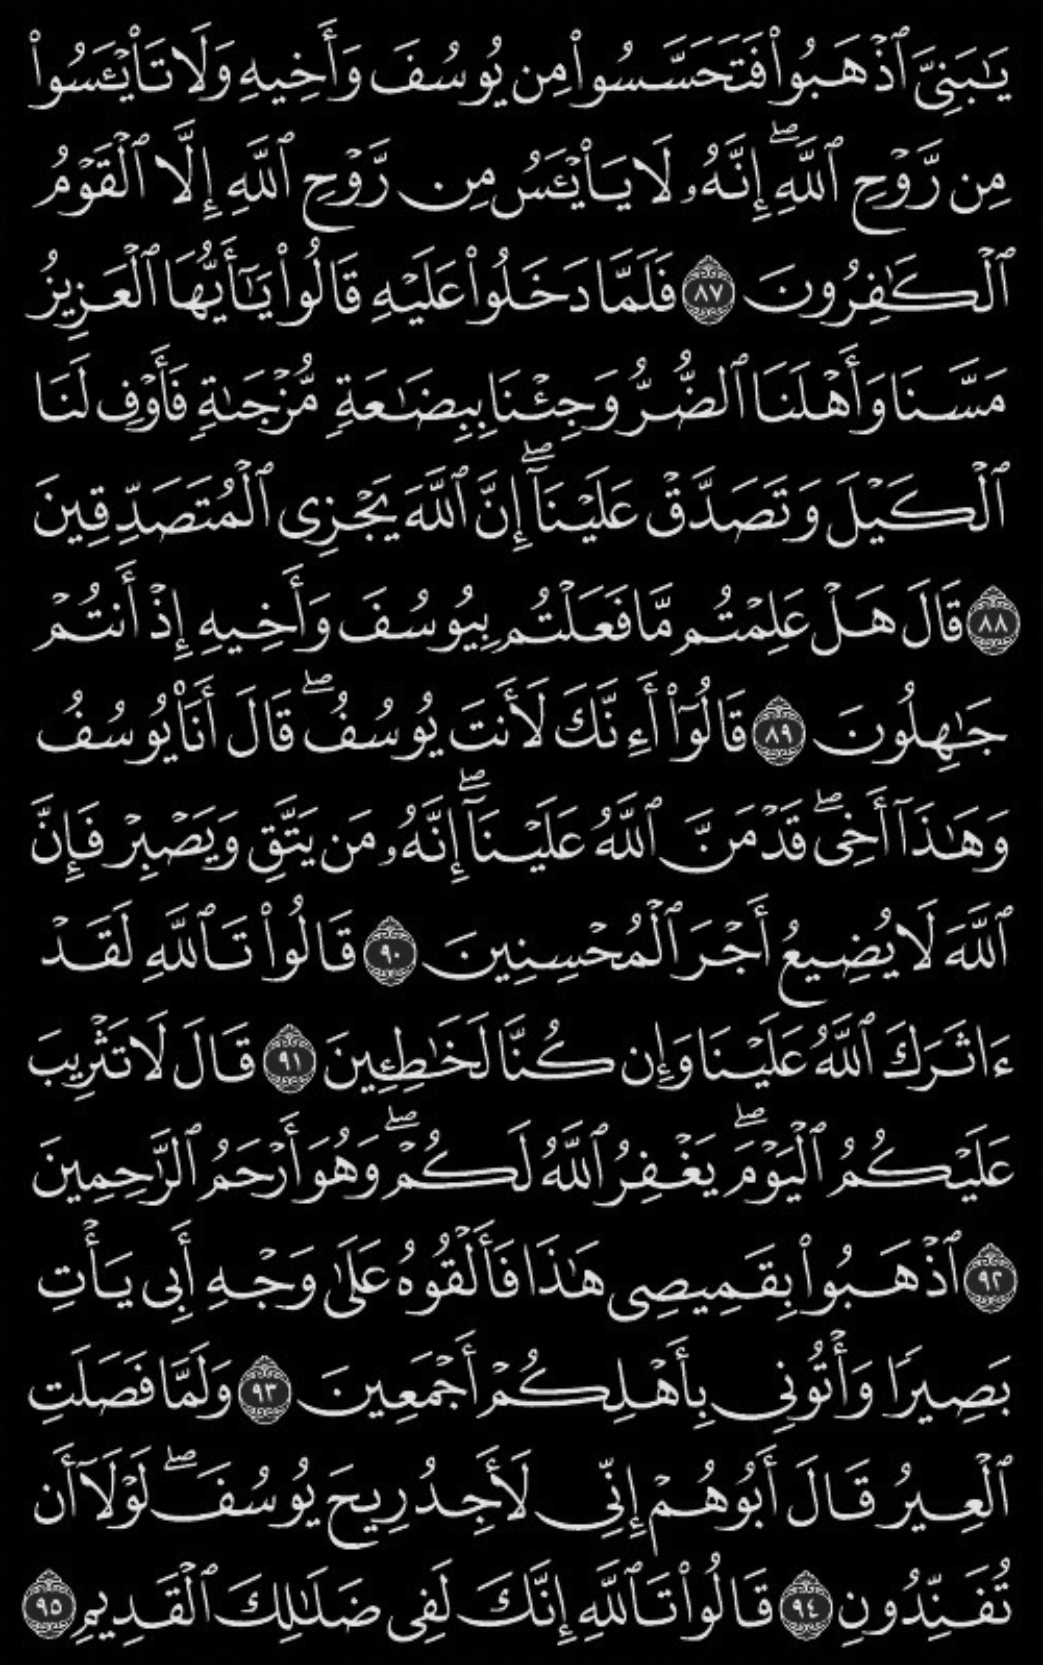 يَٰبَنِيَّ ٱذۡهَبُواْ فَتَحَسَّسُواْ مِن يُوسُفَ وَأَخِيهِ وَلَا تَاْيۡـَٔسُواْ
مِن رَّوۡحِ ٱللَّهِۖ إِنَّهُۥ لَا يَاْيۡـَٔسُ مِن رَّوۡحِ ٱللَّهِ إِلَّا ٱلۡقَوۡمُ
ٱلۡكَٰفِرُونَ ٨٧ فَلَمَّا دَخَلُواْ عَلَيۡهِ قَالُواْ يَٰٓأَيُّهَا ٱلۡعَزِيزُ
مَسَّنَا وَأَهۡلَنَا ٱلضُّرُّ وَجِئۡنَا بِبِضَٰعَةٖ مُّزۡجَىٰةٖ فَأَوۡفِ لَنَا
ٱلۡكَيۡلَ وَتَصَدَّقۡ عَلَيۡنَآۖ إِنَّ ٱللَّهَ يَجۡزِي ٱلۡمُتَصَدِّقِينَ
٨٨ قَالَ هَلۡ عَلِمۡتُم مَّا فَعَلۡتُم بِيُوسُفَ وَأَخِيهِ إِذۡ أَنتُمۡ
جَٰهِلُونَ ٨٩ قَالُوٓاْ أَءِنَّكَ لَأَنتَ يُوسُفُۖ قَالَ أَنَا۠ يُوسُفُ
وَهَٰذَآ أَخِيۖ قَدۡ مَنَّ ٱللَّهُ عَلَيۡنَآۖ إِنَّهُۥ مَن يَتَّقِ وَيَصۡبِرۡ فَإِنَّ
ٱللَّهَ لَا يُضِيعُ أَجۡرَ ٱلۡمُحۡسِنِينَ ٩٠ قَالُواْ تَٱللَّهِ لَقَدۡ
ءَاثَرَكَ ٱللَّهُ عَلَيۡنَا وَإِن كُنَّا لَخَٰطِـِٔينَ ٩١ قَالَ لَا تَثۡرِيبَ
عَلَيۡكُمُ ٱلۡيَوۡمَۖ يَغۡفِرُ ٱللَّهُ لَكُمۡۖ وَهُوَ أَرۡحَمُ ٱلرَّٰحِمِينَ
٩٢ ٱذۡهَبُواْ بِقَمِيصِي هَٰذَا فَأَلۡقُوهُ عَلَىٰ وَجۡهِ أَبِي يَأۡتِ
بَصِيرٗا وَأۡتُونِي بِأَهۡلِكُمۡ أَجۡمَعِينَ ٩٣ وَلَمَّا فَصَلَتِ
ٱلۡعِيرُ قَالَ أَبُوهُمۡ إِنِّي لَأَجِدُ رِيحَ يُوسُفَۖ لَوۡلَآ أَن
تُفَنِّدُونِ ٩٤ قَالُواْ تَٱللَّهِ إِنَّكَ لَفِي ضَلَٰلِكَ ٱلۡقَدِيمِ ٩٥